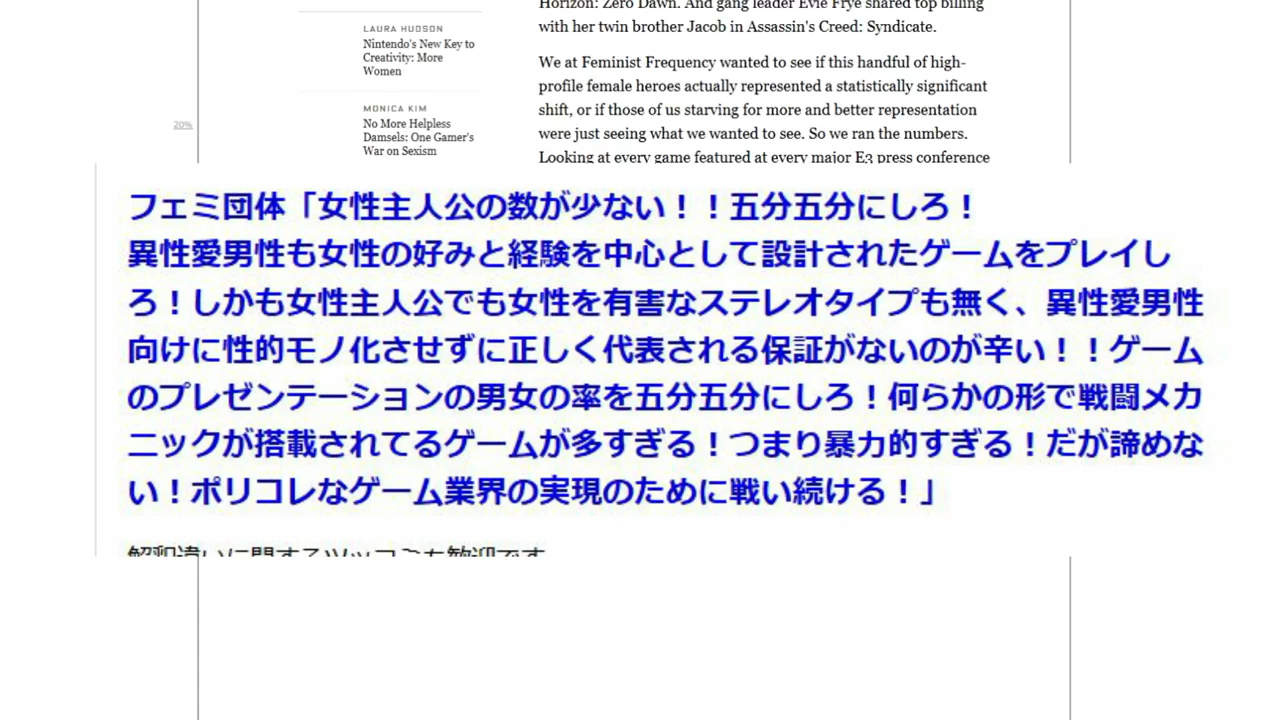 Horizon: Zero Dawn. And gang leader Evie Frye shared top billing
with her twin brother Jacob in Assassin's Creed: Syndicate.
LAURA HUDSON
Nintendo's New Key to
Creativity: More
Women
We at Feminist Frequency wanted to see if this handful of high-
profile female heroes actually represented a statistically significant
shift, or if those of us starving for more and better representation
were just seeing what we wanted to see. So we ran the numbers.
Looking at every game featured at every major E3 press conference
MONICA KIM
No More Helpless
Damsels: One Gamer's
War on Sexism
20%
フェミ団体「女性主人公の数が少ない！！五分五分にしろ！
異性愛男性も女性の好みと経験を中心として設計されたゲームをプレイし
ろ！しかも女性主人公でも女性を有害なステレオタイプも無く、異性愛男性
向けに性的モノ化させずに正しく代表される保証がないのが辛い！！ゲーム
のプレゼンテーションの男女の率を五分五分にしろ！何らかの形で戦闘メカ
ニックが搭載されてるゲームが多すぎる！つまり暴力的すぎる！だが諦めな
い！ポリコレなゲーム業界の実現のために戦い続ける！」